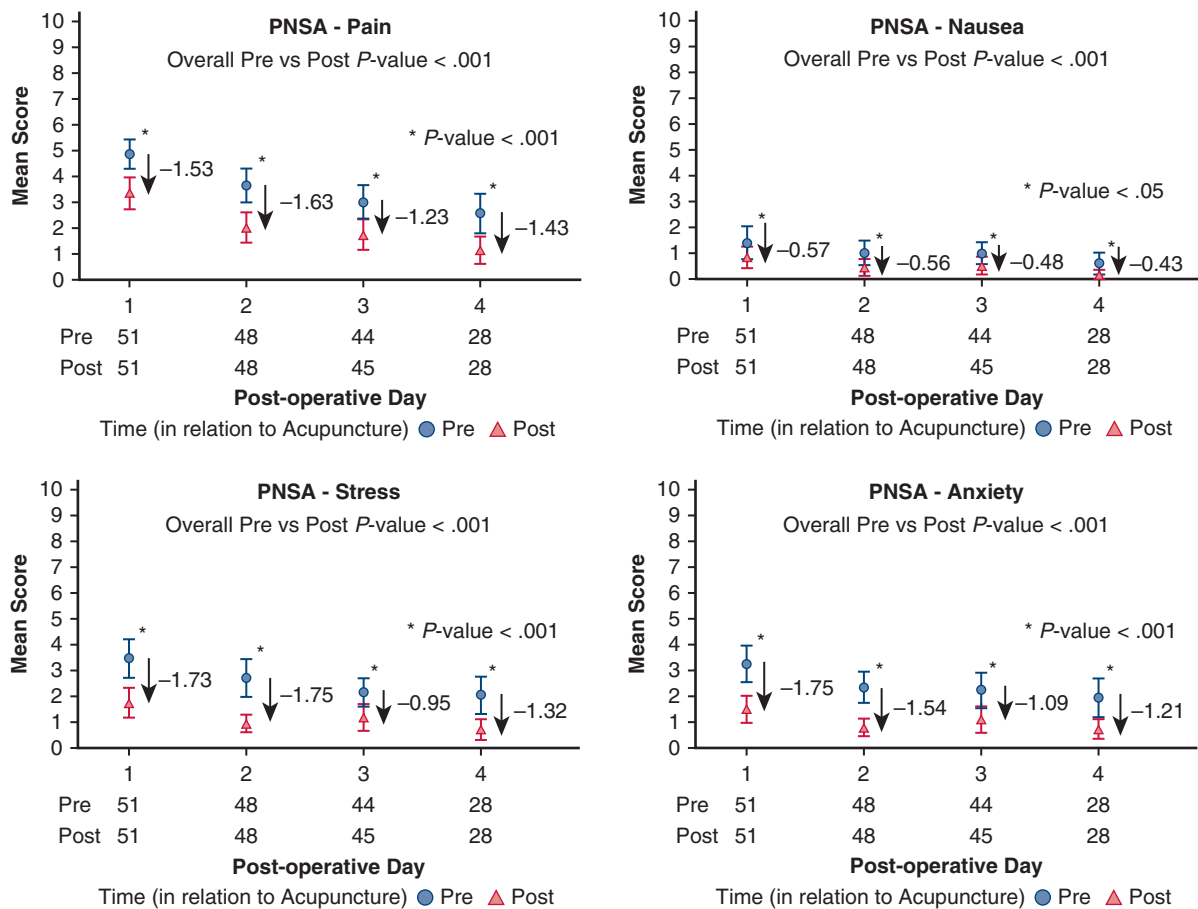 PNSA - Pain
Overall Pre vs Post P-value < .001
* P-value < .001
Mean Score
10
9
8
7
6
5
4
3
2
1
0
* –1.53
* –1.63
* –1.23
* –1.43
1 2 3 4
Pre 51 48 44 28
Post 51 48 45 28
Post-operative Day
Time (in relation to Acupuncture) Pre Post
PNSA - Nausea
Overall Pre vs Post P-value < .001
* P-value < .05
Mean Score
10
9
8
7
6
5
4
3
2
1
0
* –0.57
* –0.56
* –0.48
* –0.43
1 2 3 4
Pre 51 48 44 28
Post 51 48 45 28
Post-operative Day
Time (in relation to Acupuncture) Pre Post
PNSA - Stress
Overall Pre vs Post P-value < .001
* P-value < .001
Mean Score
10
9
8
7
6
5
4
3
2
1
0
* –1.73
* –1.75
* –0.95
* –1.32
1 2 3 4
Pre 51 48 44 28
Post 51 48 45 28
Post-operative Day
Time (in relation to Acupuncture) Pre Post
PNSA - Anxiety
Overall Pre vs Post P-value < .001
* P-value < .001
Mean Score
10
9
8
7
6
5
4
3
2
1
0
* –1.75
* –1.54
* –1.09
* –1.21
1 2 3 4
Pre 51 48 44 28
Post 51 48 45 28
Post-operative Day
Time (in relation to Acupuncture) Pre Post